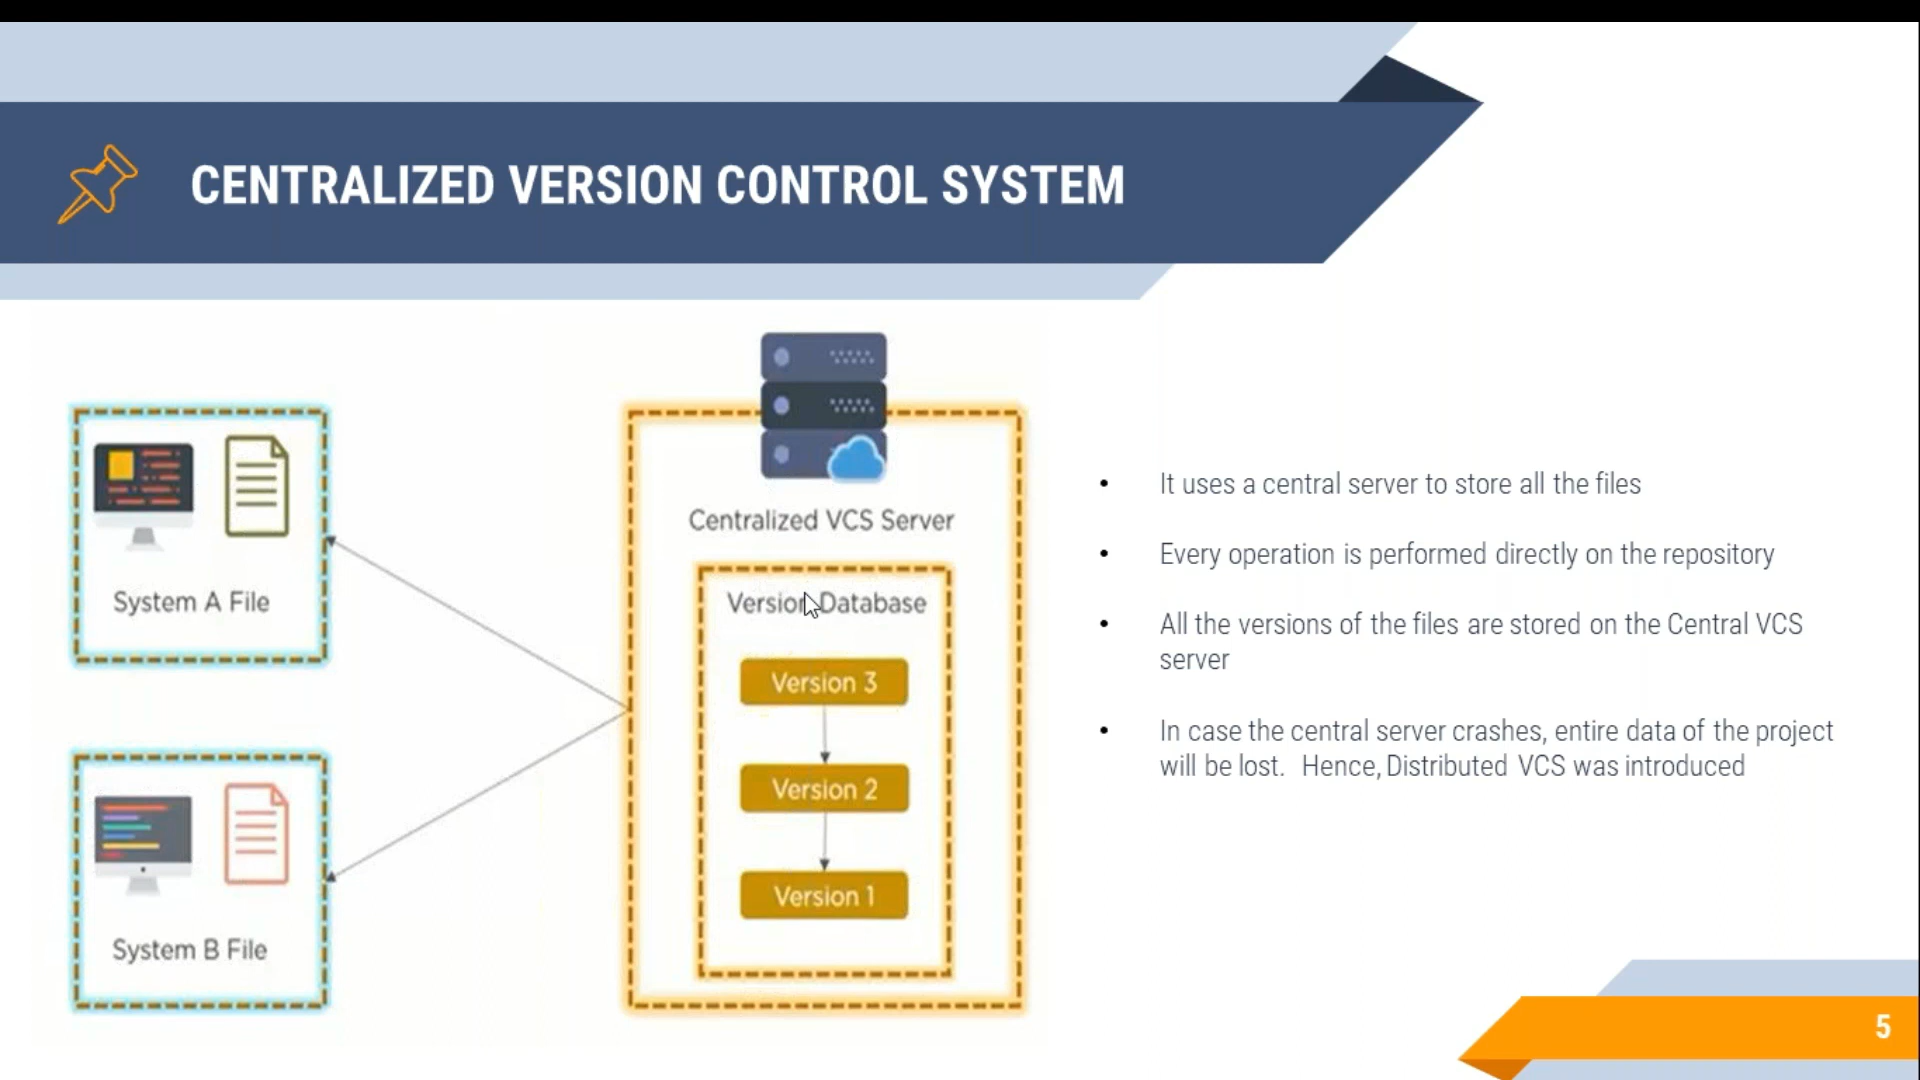 CENTRALIZED VERSION CONTROL SYSTEM
System A File
System B File
Centralized VCS Server
Version Database
Version 3
Version 2
Version 1
• It uses a central server to store all the files
• Every operation is performed directly on the repository
• All the versions of the files are stored on the Central VCS
server
• In case the central server crashes, entire data of the project
will be lost. Hence, Distributed VCS was introduced
5